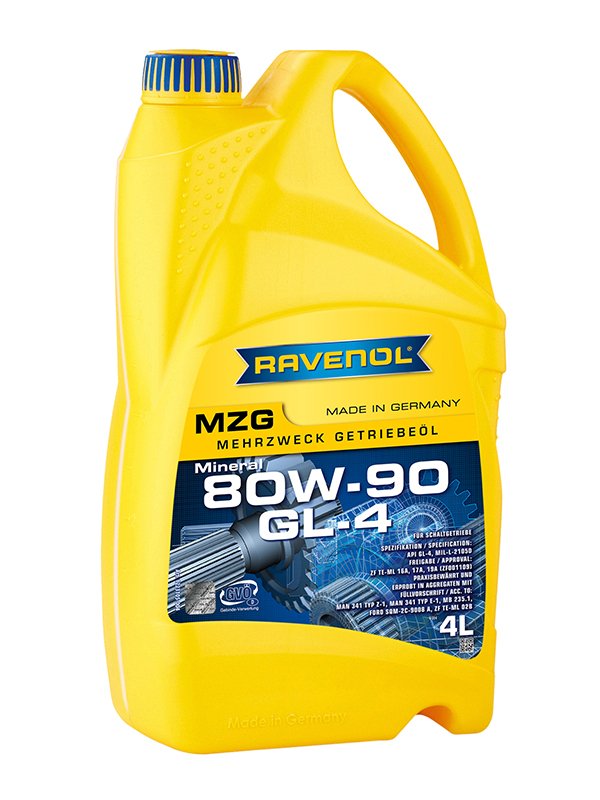 RAVENOL®
MZG
MADE IN GERMANY
MEHRZWECK GETRIEBEÖL
Mineral
80W-90
GL-4
FÜR SCHALTGETRIEBE
SPEZIFIKATION / SPECIFICATION:
API GL-4, MIL-L-2105D
FREIGABE / APPROVAL:
ZF TE-ML 16A, 17A, 19A (ZF001109)
PRAXISBEWÄHRT UND
ERPROBT IN AGGREGATEN MIT
FÜLLVORSCHRIFT / ACC. TO:
MAN 341 TYP Z-1, MAN 341 TYP E-1, MB 235.1,
FORD SQM-2C-9008 A, ZF TE-ML 02B
GVÖ
Gebinde-Verwertung
4L
Made in Germany